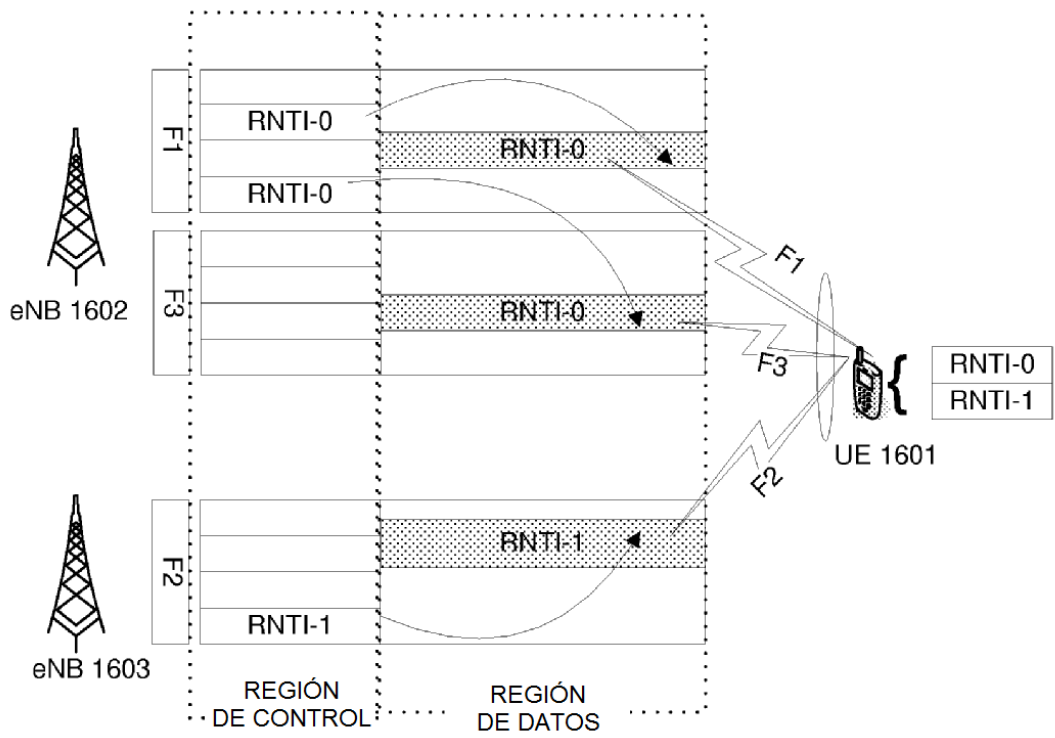 F1
RNTI-0
RNTI-0
RNTI-0
eNB 1602
F3
RNTI-0
F1
F3
F2
UE 1601
RNTI-0
RNTI-1
F2
RNTI-1
RNTI-1
eNB 1603
REGIÓN
DE CONTROL
REGIÓN
DE DATOS